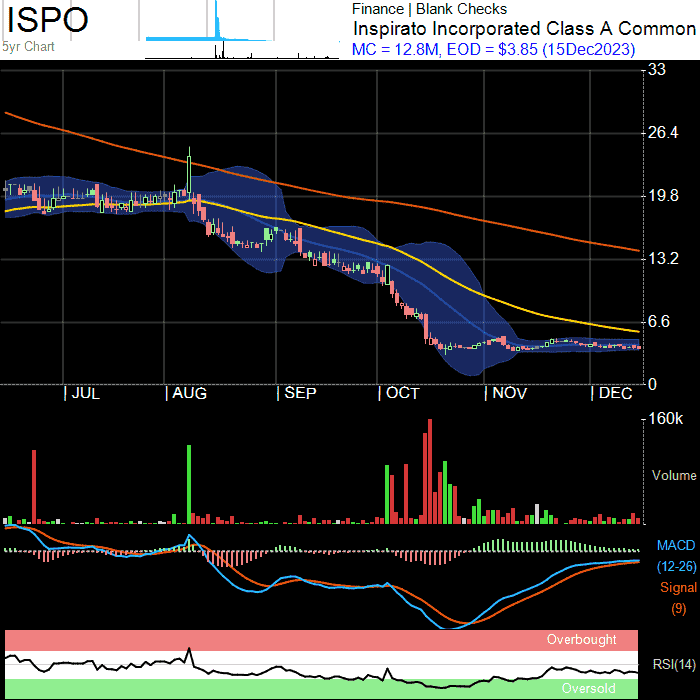 ISPO
5yr Chart
Finance | Blank Checks
Inspirato Incorporated Class A Common
MC = 12.8M, EOD = $3.85 (15Dec2023)
33
26.4
19.8
13.2
6.6
0
JUL AUG SEP OCT NOV DEC
160k
Volume
MACD
(12-26)
Signal
(9)
Overbought
RSI(14)
Oversold